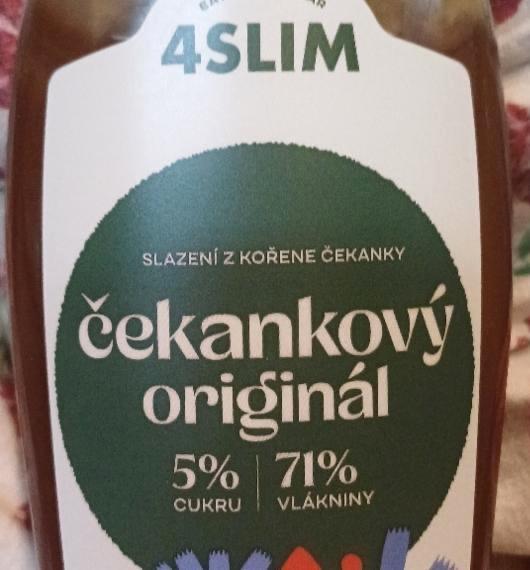 4SLIM
SLAZENÍ Z KOŘENE ČEKANKY
čekankový
originál
5% 71%
CUKRU VLÁKNINY